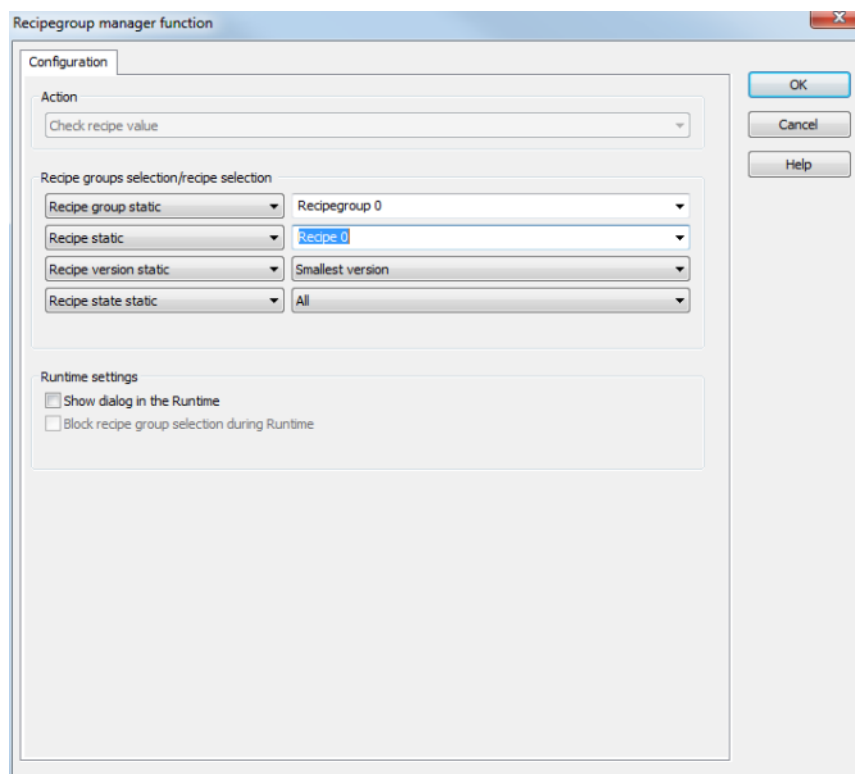 Recipegroup manager function
Configuration
Action
Check recipe value
Recipe groups selection/recipe selection
Recipe group static Recipegroup 0
Recipe static Recipe 0
Recipe version static Smallest version
Recipe state static All
Runtime settings
Show dialog in the Runtime
Block recipe group selection during Runtime
OK
Cancel
Help